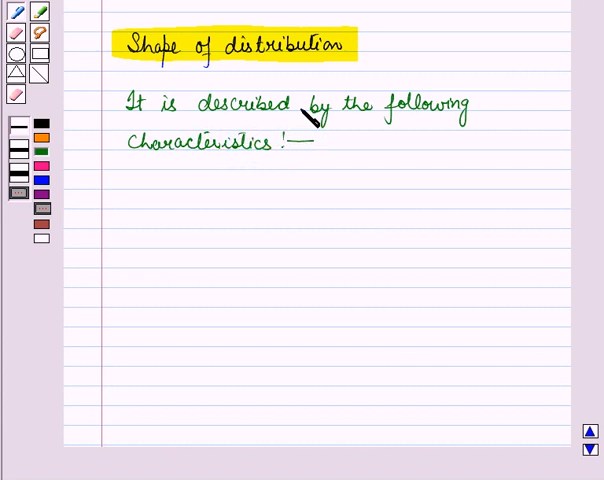 Shape of distribution
It is described by the following
characteristics :—